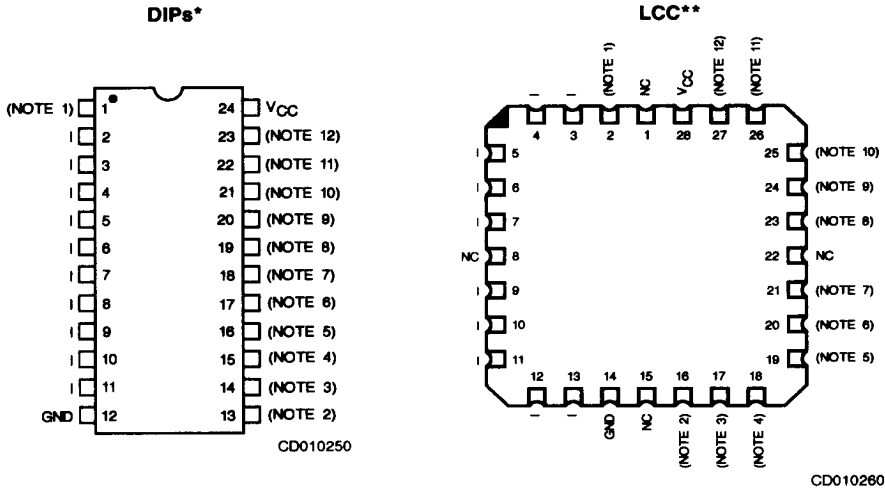 DIPs*
(NOTE 1) 1 24 VCC
I 2 23 (NOTE 12)
I 3 22 (NOTE 11)
I 4 21 (NOTE 10)
I 5 20 (NOTE 9)
I 6 19 (NOTE 8)
I 7 18 (NOTE 7)
I 8 17 (NOTE 6)
I 9 16 (NOTE 5)
I 10 15 (NOTE 4)
I 11 14 (NOTE 3)
GND 12 13 (NOTE 2)
CD010250
LCC**
I I (NOTE 1) NC VCC (NOTE 12) (NOTE 11)
4 3 2 1 28 27 26
I 5 25 (NOTE 10)
I 6 24 (NOTE 9)
I 7 23 (NOTE 8)
NC 8 22 NC
I 9 21 (NOTE 7)
I 10 20 (NOTE 6)
I 11 19 (NOTE 5)
12 13 14 15 16 17 18
I I GND NC (NOTE 2) (NOTE 3) (NOTE 4)
CD010260